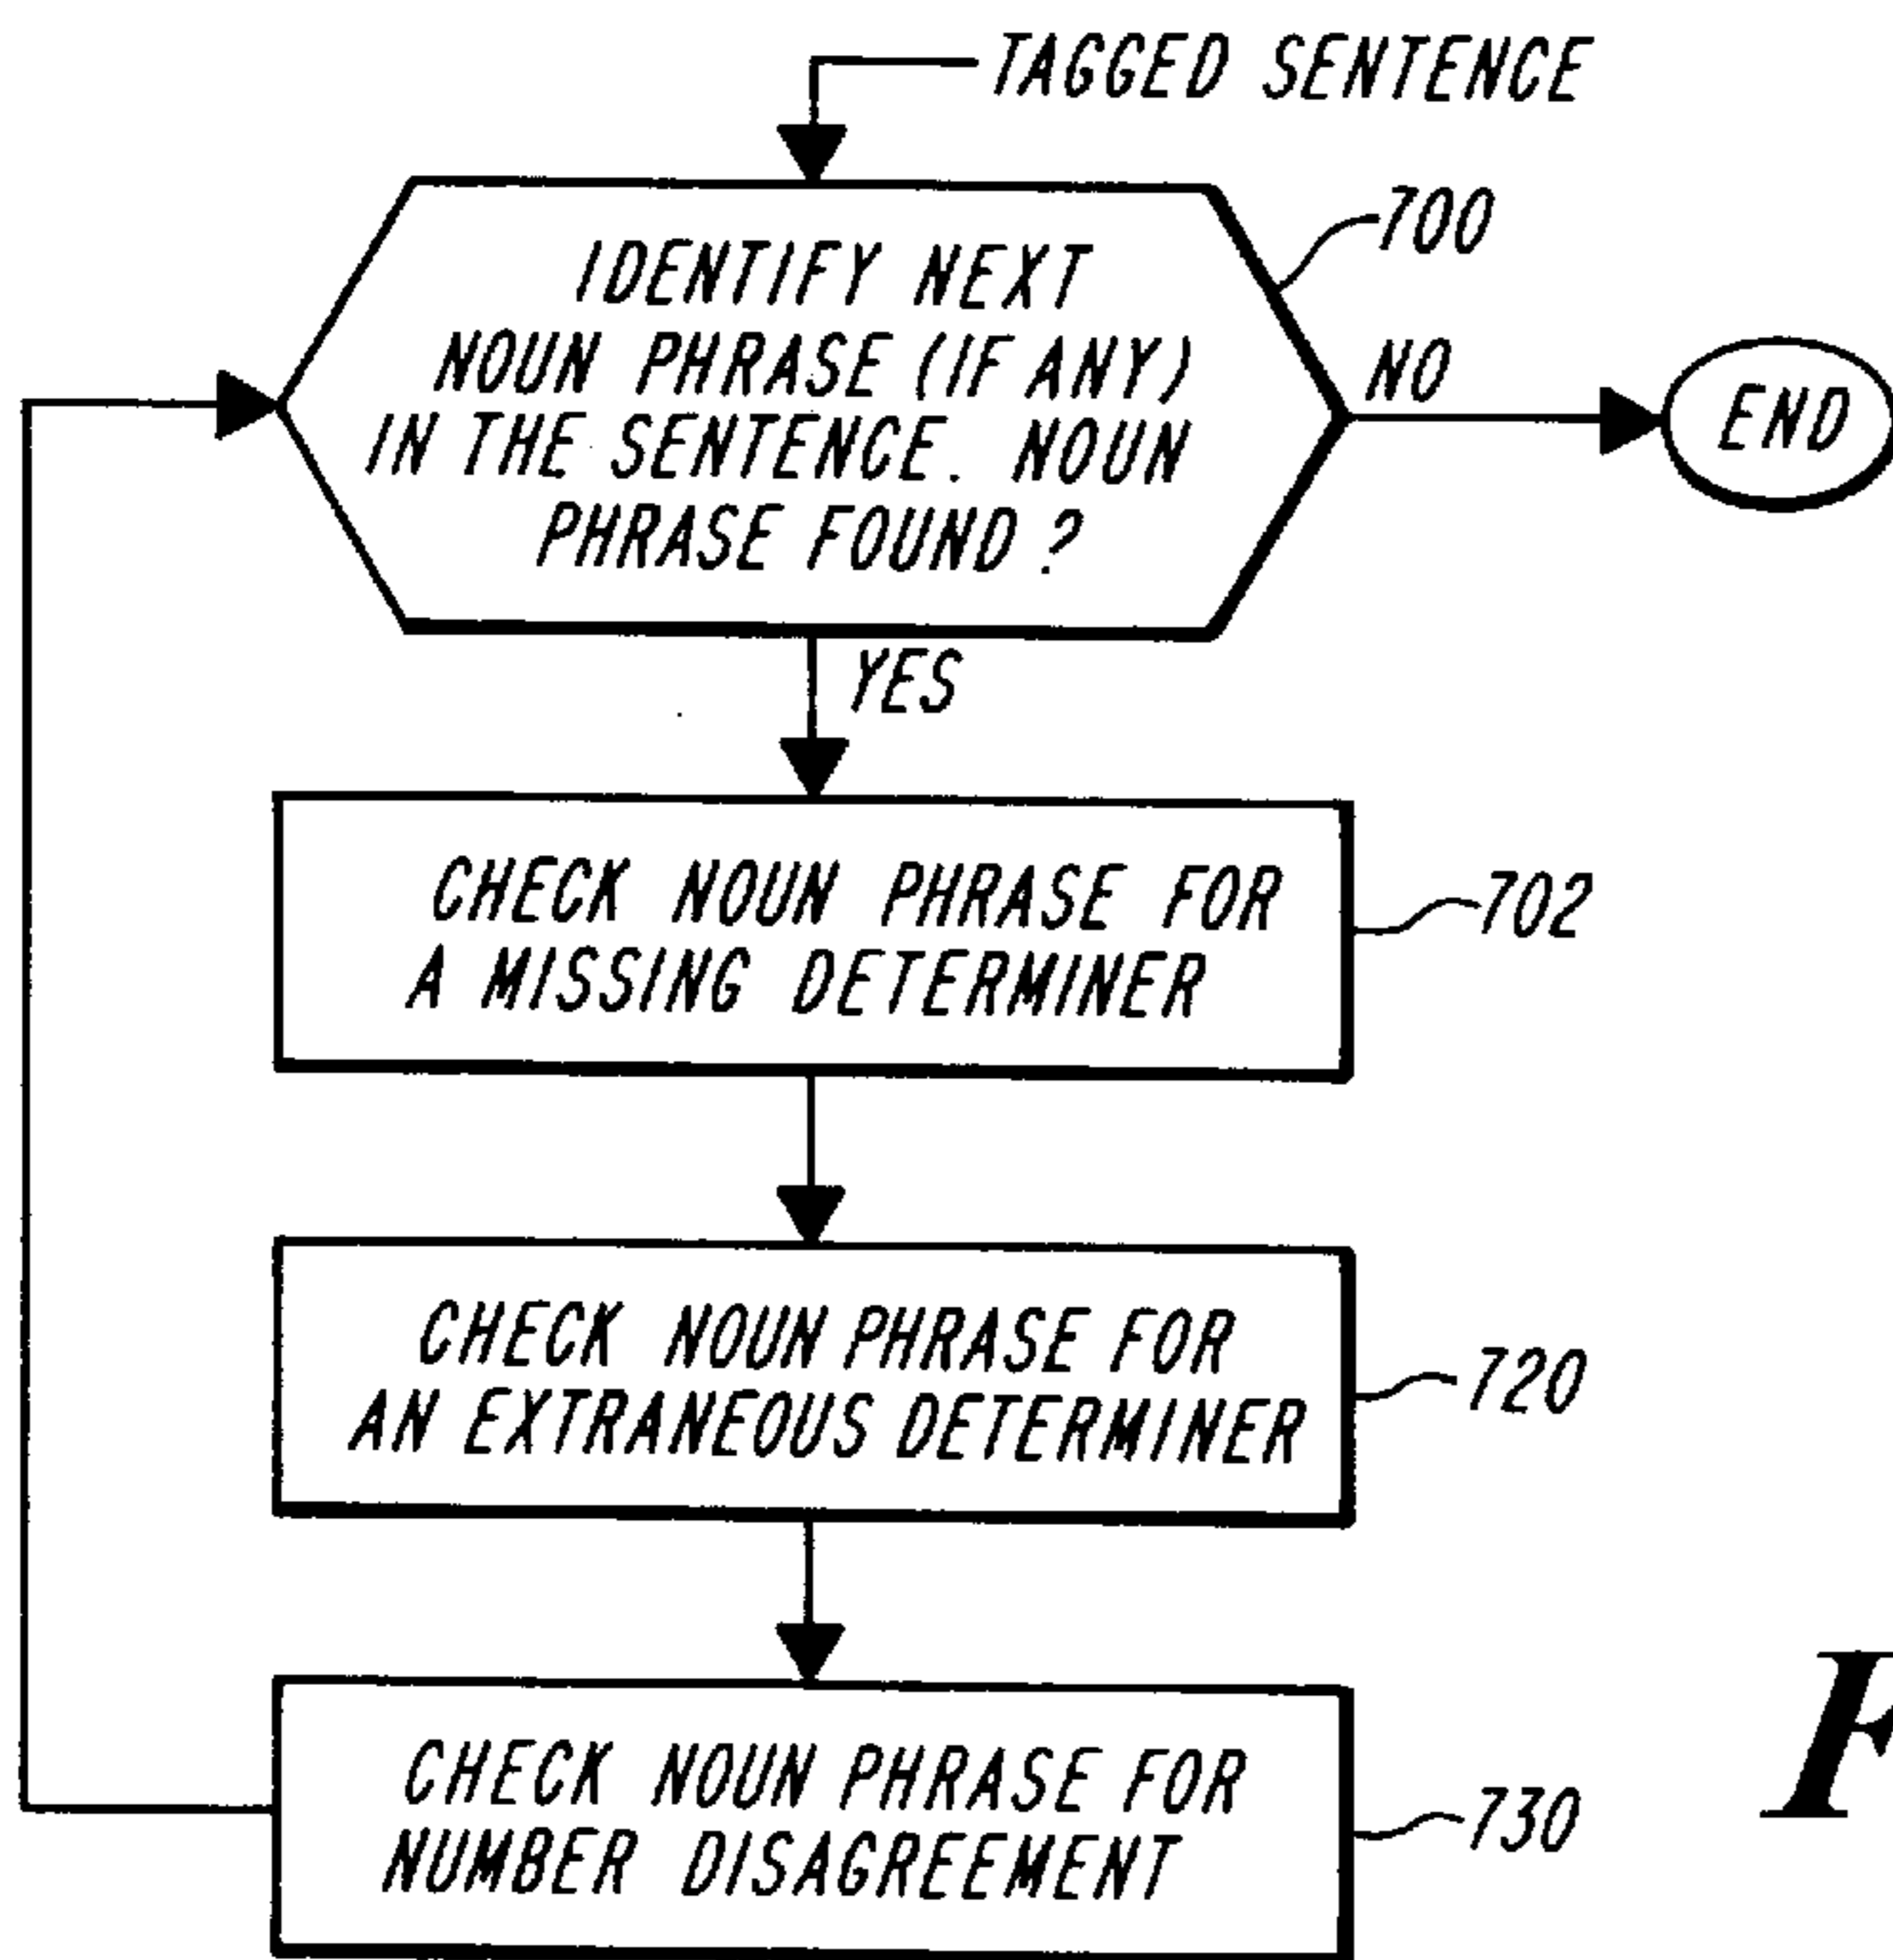 TAGGED SENTENCE
700
IDENTIFY NEXT
NOUN PHRASE (IF ANY)
IN THE SENTENCE. NOUN
PHRASE FOUND?
NO
END
YES
CHECK NOUN PHRASE FOR
A MISSING DETERMINER
702
CHECK NOUN PHRASE FOR
AN EXTRANEOUS DETERMINER
720
CHECK NOUN PHRASE FOR
NUMBER DISAGREEMENT
730
F